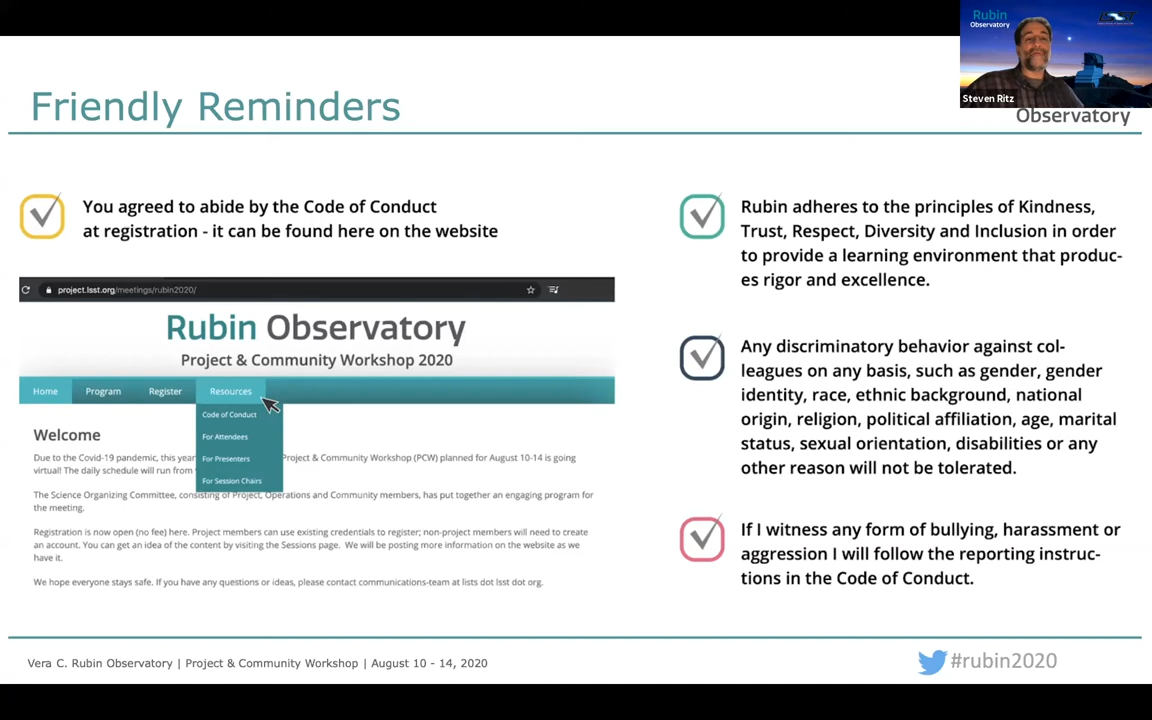 Rubin
Observatory
LSST
Steven Ritz
Observatory
Friendly Reminders
You agreed to abide by the Code of Conduct
at registration - it can be found here on the website
project.lsst.org/meetings/rubin2020/
Rubin Observatory
Project & Community Workshop 2020
Home Program Register Resources
Code of Conduct
For Attendees
For Presenters
For Session Chairs
Welcome
Due to the Covid-19 pandemic, this year Project & Community Workshop (PCW) planned for August 10-14 is going
virtual! The daily schedule will run from
The Science Organizing Committee, consisting of Project, Operations and Community members, has put together an engaging program for
the meeting.
Registration is now open (no fee) here. Project members can use existing credentials to register; non-project members will need to create
an account. You can get an idea of the content by visiting the Sessions page. We will be posting more information on the website as we
have it.
We hope everyone stays safe. If you have any questions or ideas, please contact communications-team at lists dot lsst dot org.
Rubin adheres to the principles of Kindness,
Trust, Respect, Diversity and Inclusion in order
to provide a learning environment that produc-
es rigor and excellence.
Any discriminatory behavior against col-
leagues on any basis, such as gender, gender
identity, race, ethnic background, national
origin, religion, political affiliation, age, marital
status, sexual orientation, disabilities or any
other reason will not be tolerated.
If I witness any form of bullying, harassment or
aggression I will follow the reporting instruc-
tions in the Code of Conduct.
Vera C. Rubin Observatory | Project & Community Workshop | August 10 - 14, 2020
#rubin2020